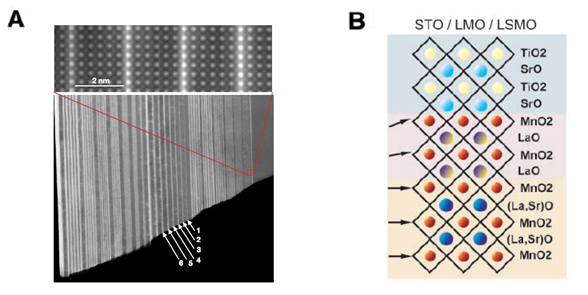 A
2 nm
1
2
3
6 5 4
B
STO / LMO / LSMO
TiO2
SrO
TiO2
SrO
MnO2
LaO
MnO2
LaO
MnO2
(La,Sr)O
MnO2
(La,Sr)O
MnO2